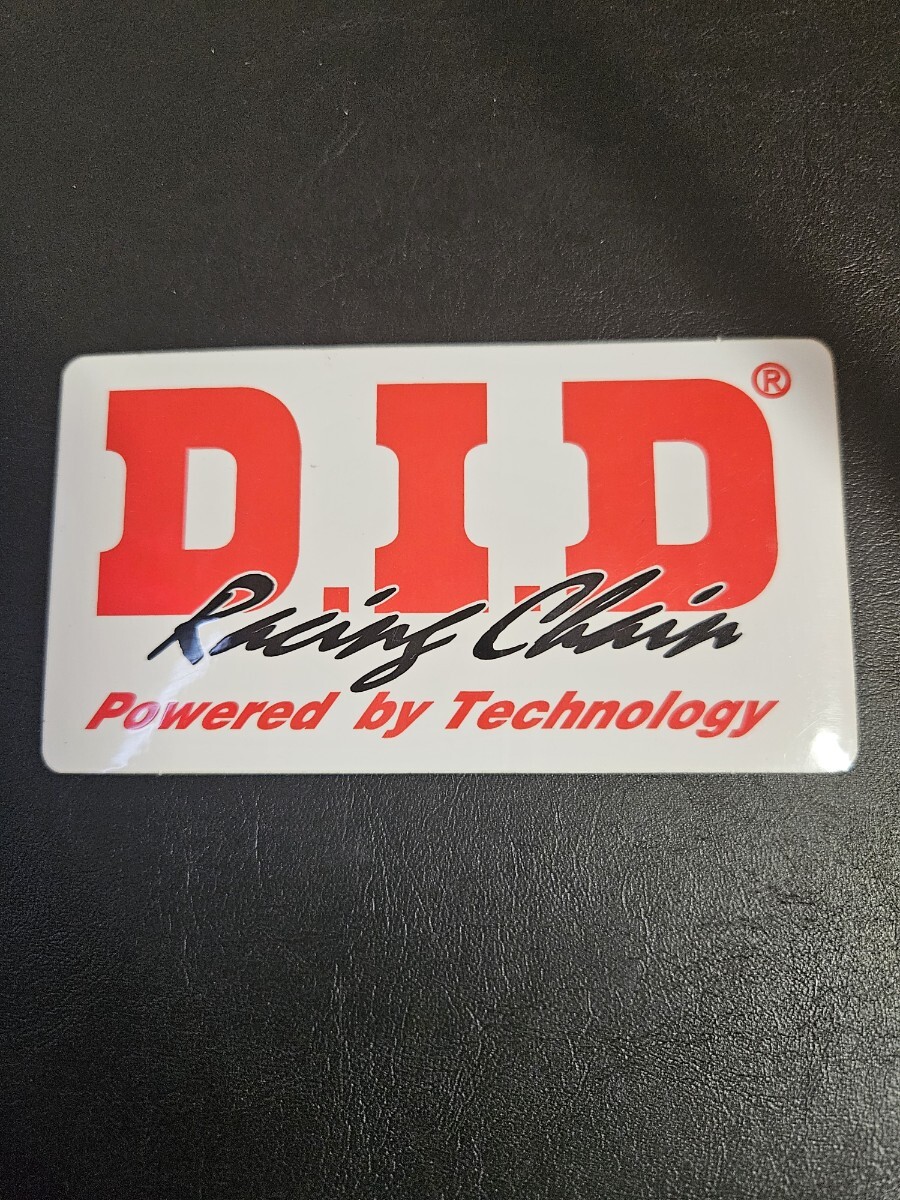 D.I.D®
Racing Chain
Powered by Technology